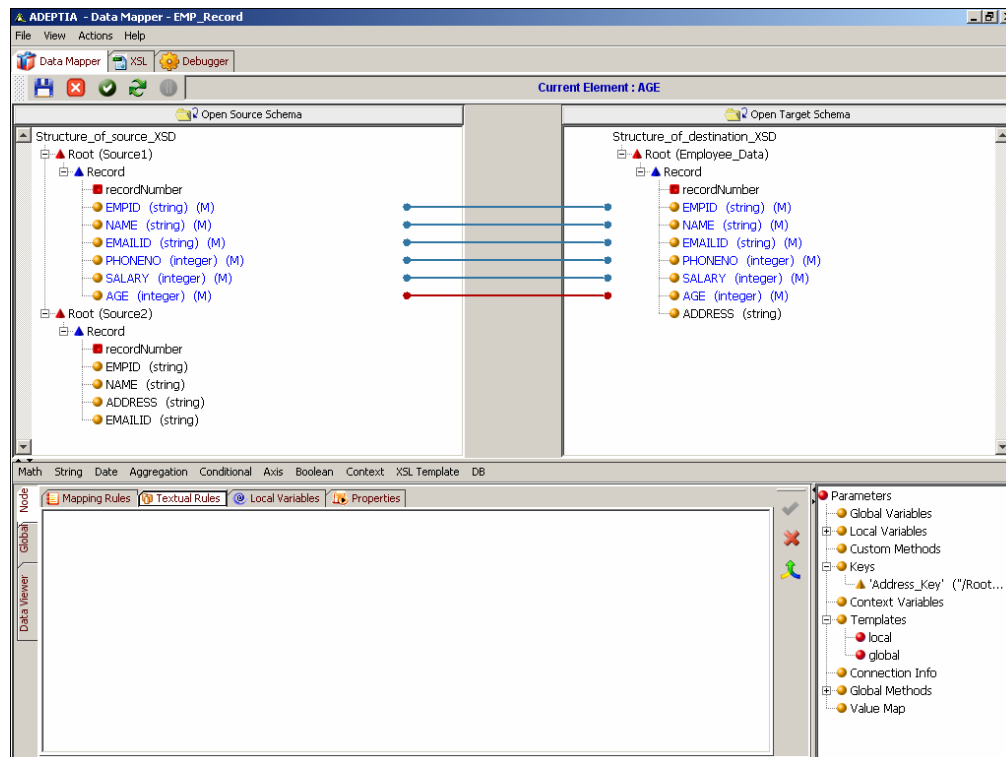 ADEPTIA - Data Mapper - EMP_Record
File View Actions Help
Data Mapper XSL Debugger
Current Element : AGE
Open Source Schema
Open Target Schema
Structure_of_source_XSD
Root (Source1)
Record
recordNumber
EMPID (string) (M)
NAME (string) (M)
EMAILID (string) (M)
PHONENO (integer) (M)
SALARY (integer) (M)
AGE (integer) (M)
Root (Source2)
Record
recordNumber
EMPID (string)
NAME (string)
ADDRESS (string)
EMAILID (string)
Structure_of_destination_XSD
Root (Employee_Data)
Record
recordNumber
EMPID (string) (M)
NAME (string) (M)
EMAILID (string) (M)
PHONENO (integer) (M)
SALARY (integer) (M)
AGE (integer) (M)
ADDRESS (string)
Math String Date Aggregation Conditional Axis Boolean Context XSL Template DB
Node
Global
Data Viewer
Mapping Rules Textual Rules Local Variables Properties
Parameters
Global Variables
Local Variables
Custom Methods
Keys
'Address_Key' ("/Root...
Context Variables
Templates
local
global
Connection Info
Global Methods
Value Map